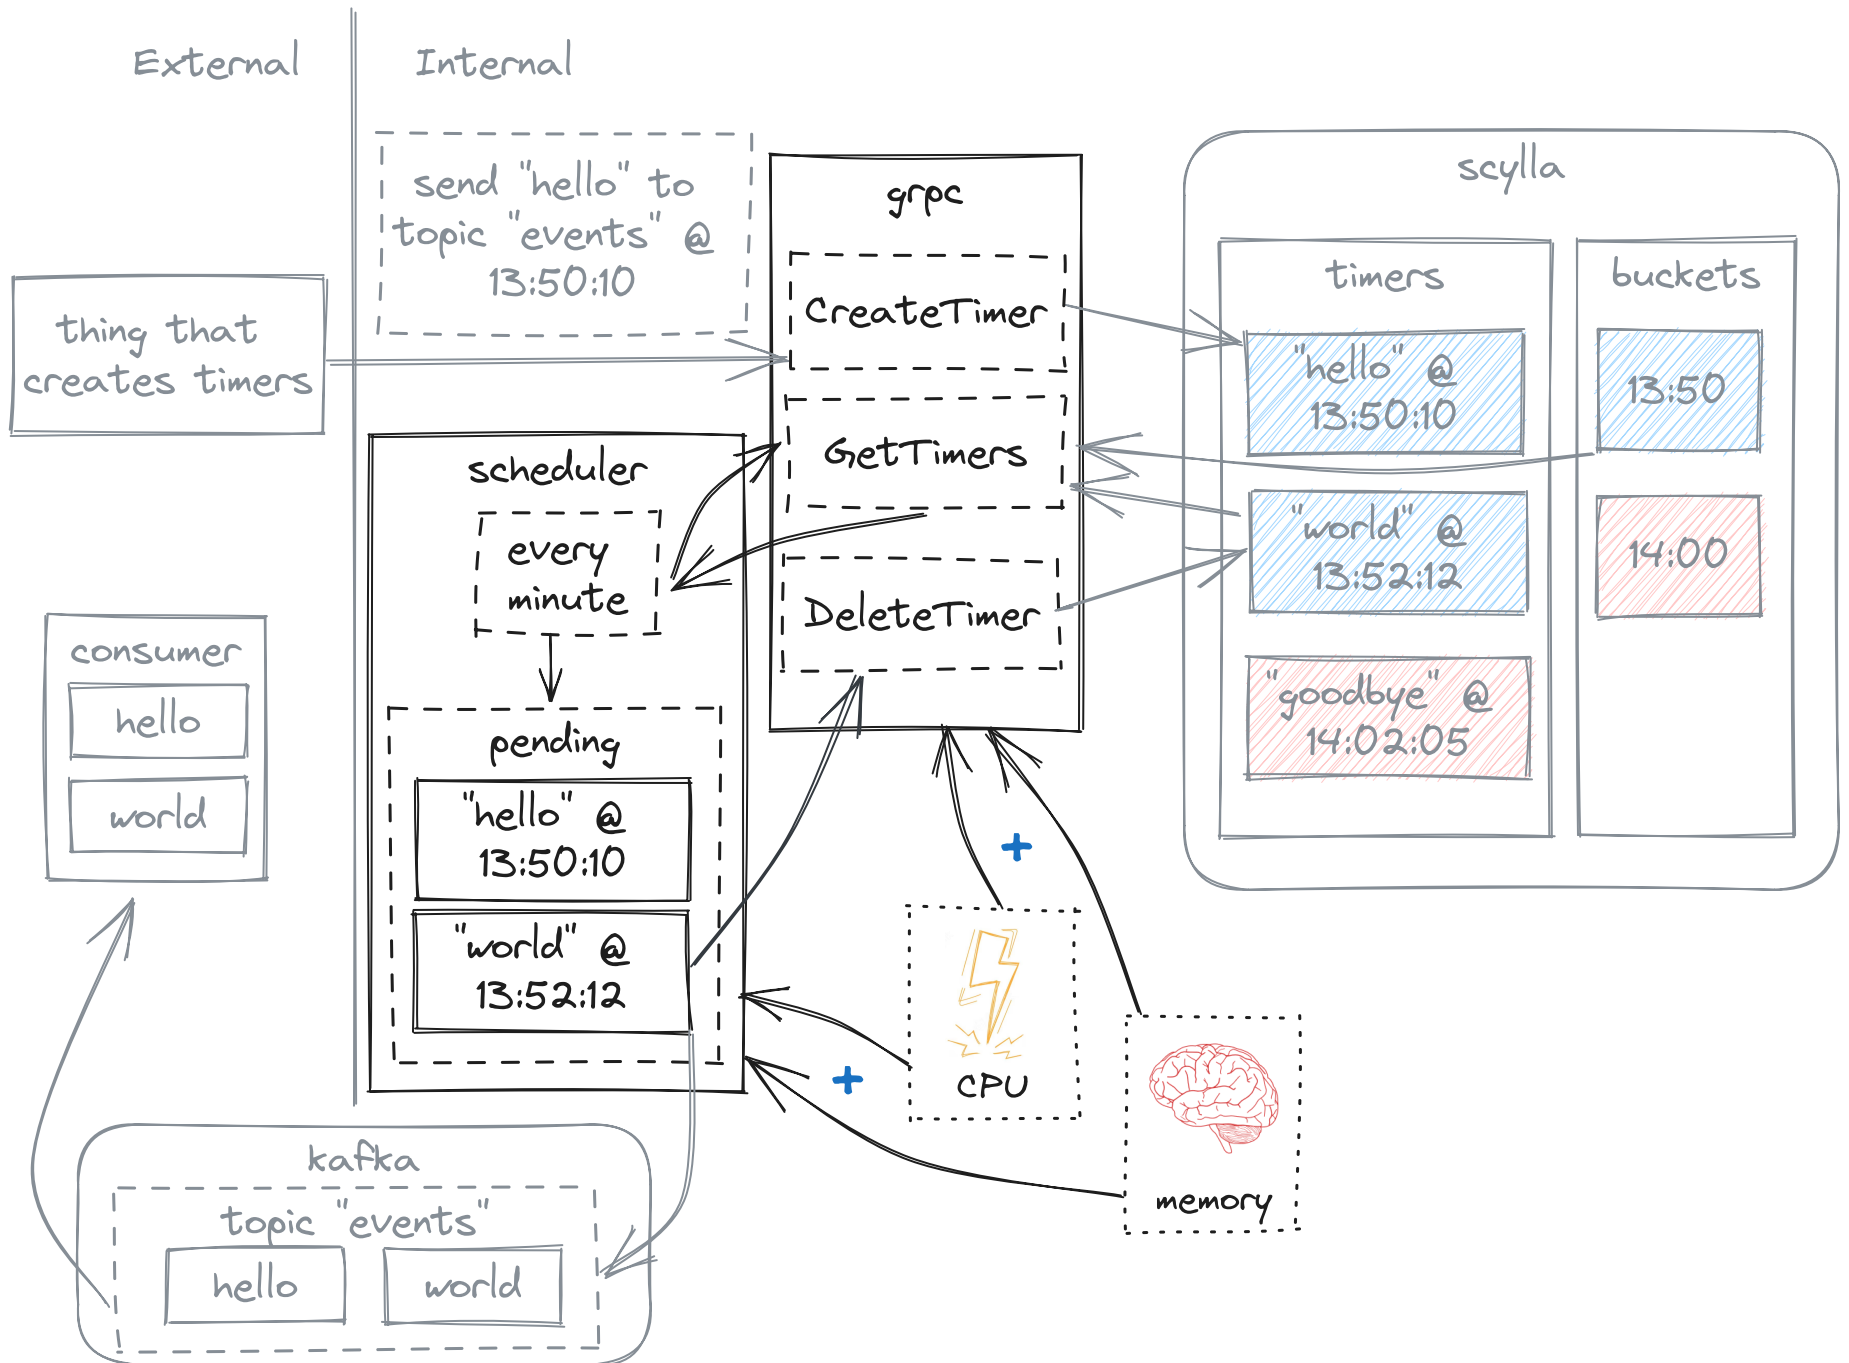 External
Internal
send "hello" to
topic "events" @
13:50:10
thing that
creates timers
grpc
CreateTimer
GetTimers
DeleteTimer
scylla
timers
"hello" @
13:50:10
"world" @
13:52:12
"goodbye" @
14:02:05
buckets
13:50
14:00
scheduler
every
minute
pending
"hello" @
13:50:10
"world" @
13:52:12
consumer
hello
world
+
+
CPU
memory
kafka
topic "events"
hello
world